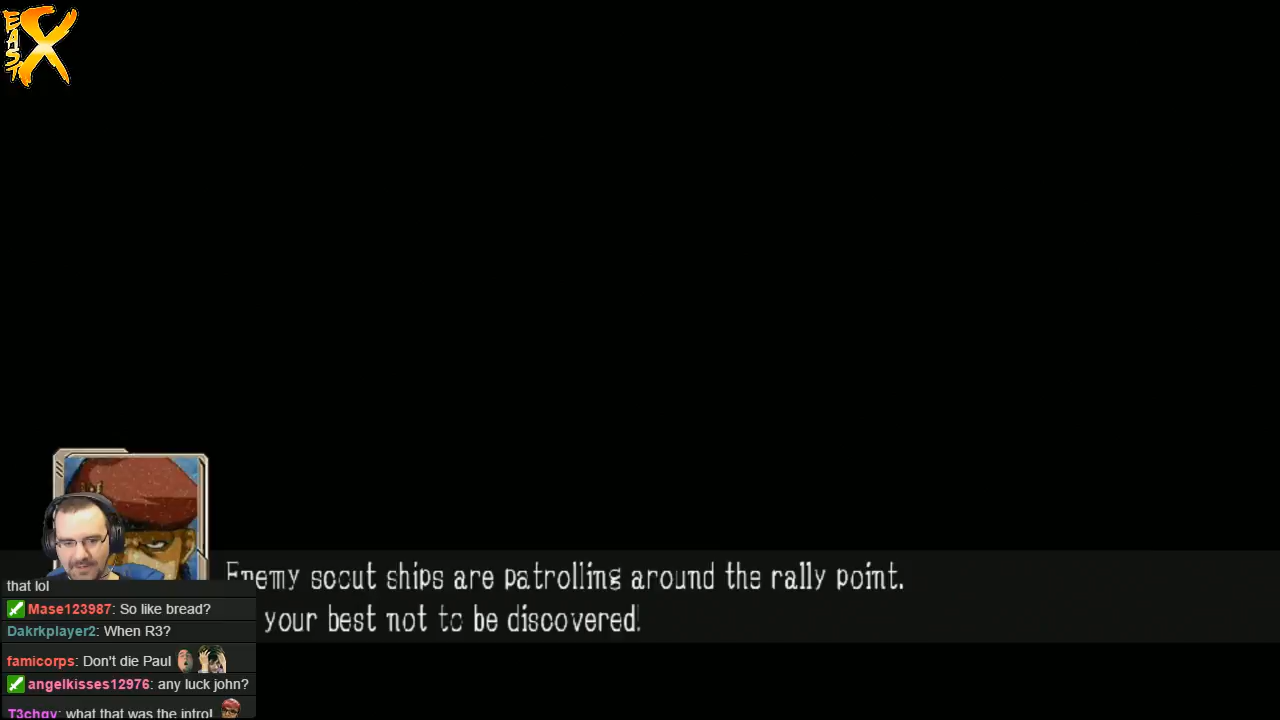 EAST X
Enemy socut ships are patrolling around the rally point.
your best not to be discovered!
that lol
Mase123987: So like bread?
Dakrkplayer2: When R3?
famicorps: Don't die Paul
angelkisses12976: any luck john?
T3chgy: what that was the intro!